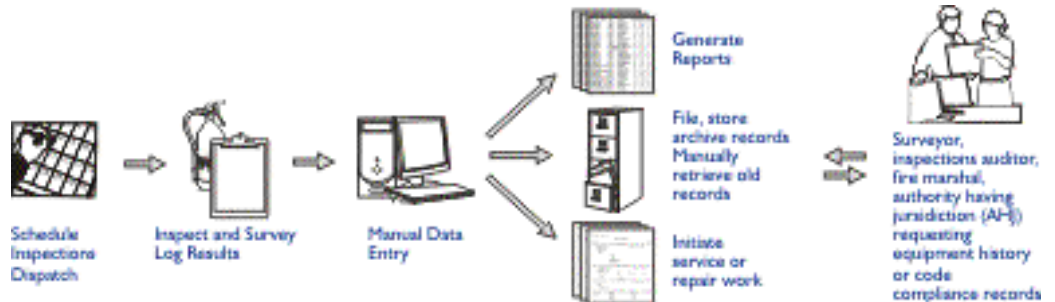 Schedule
Inspections
Dispatch
Inspect and Survey
Log Results
Manual Data
Entry
Generate
Reports
File, store
archive records
Manually
retrieve old
records
Initiate
service or
repair work
Surveyor,
inspections auditor,
fire marshal,
authority having
jursidiction (AHJ)
requesting
equipment history
or code
compliance records